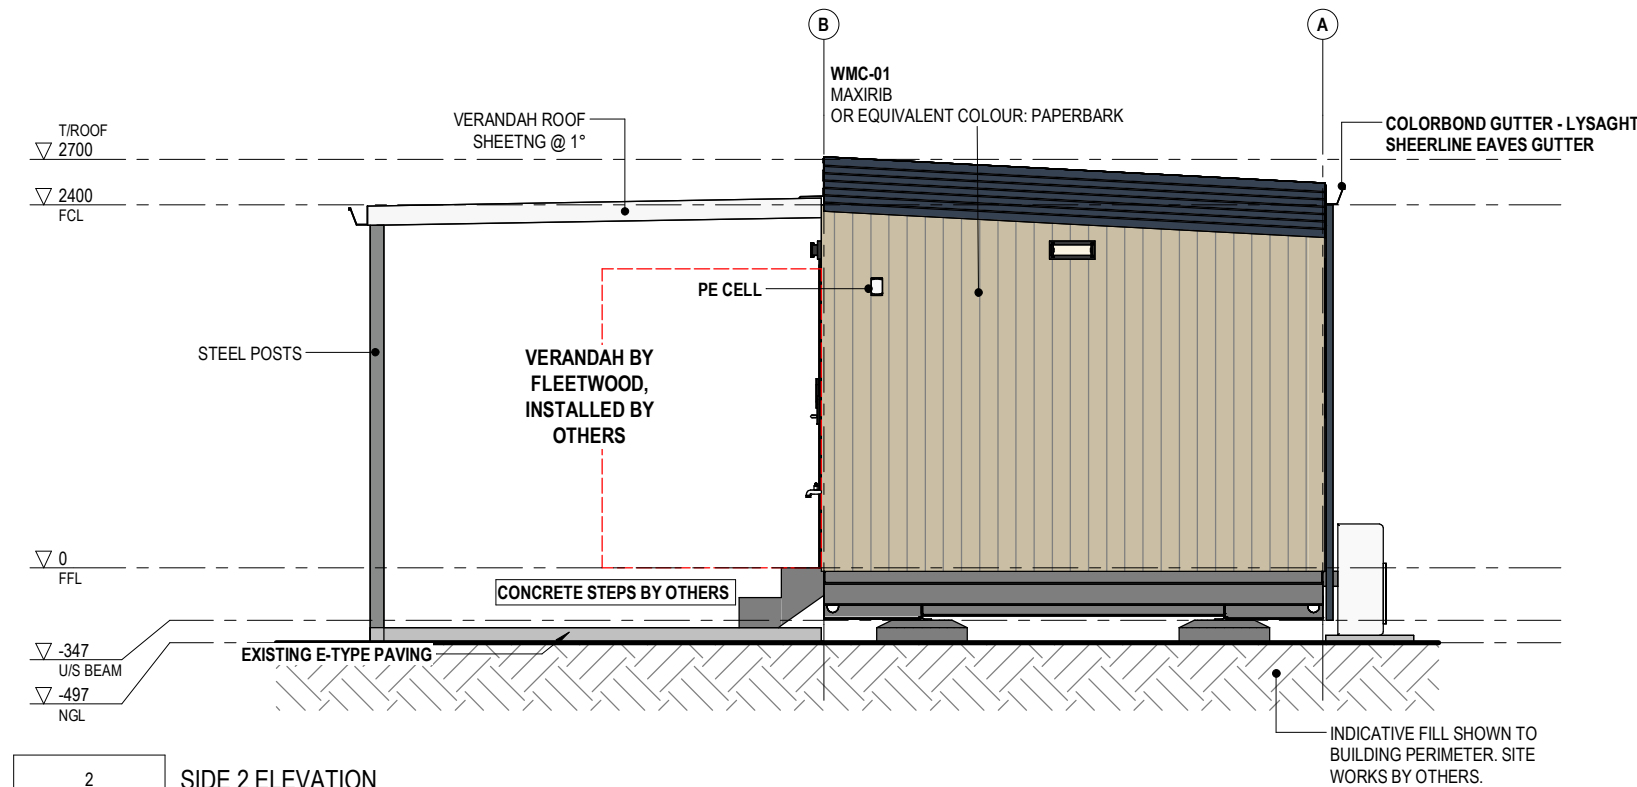 B
A
WMC-01
MAXIRIB
OR EQUIVALENT COLOUR: PAPERBARK
VERANDAH ROOF
SHEETNG @ 1°
COLORBOND GUTTER - LYSAGHT
SHEERLINE EAVES GUTTER
T/ROOF
2700
2400
FCL
PE CELL
STEEL POSTS
VERANDAH BY
FLEETWOOD,
INSTALLED BY
OTHERS
0
FFL
CONCRETE STEPS BY OTHERS
EXISTING E-TYPE PAVING
-347
U/S BEAM
-497
NGL
INDICATIVE FILL SHOWN TO
BUILDING PERIMETER. SITE
WORKS BY OTHERS.
2
SIDE 2 ELEVATION